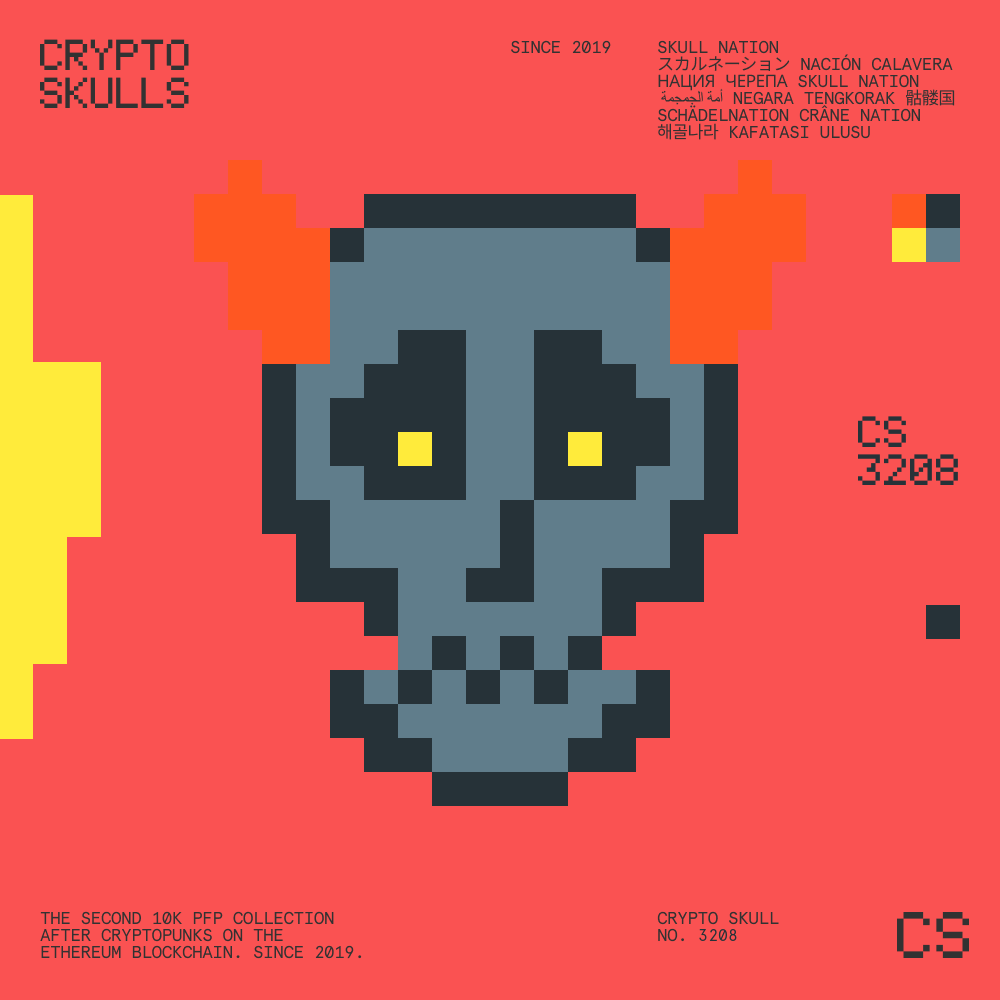 CRYPTO
SKULLS
SINCE 2019
SKULL NATION
スカルネーション NACIÓN CALAVERA
НАЦИЯ ЧЕРЕПА SKULL NATION
أمة الجمجمة NEGARA TENGKORAK 骷髅国
SCHÄDELNATION CRÂNE NATION
해골나라 KAFATASI ULUSU
CS
3208
THE SECOND 10K PFP COLLECTION
AFTER CRYPTOPUNKS ON THE
ETHEREUM BLOCKCHAIN. SINCE 2019.
CRYPTO SKULL
NO. 3208
CS